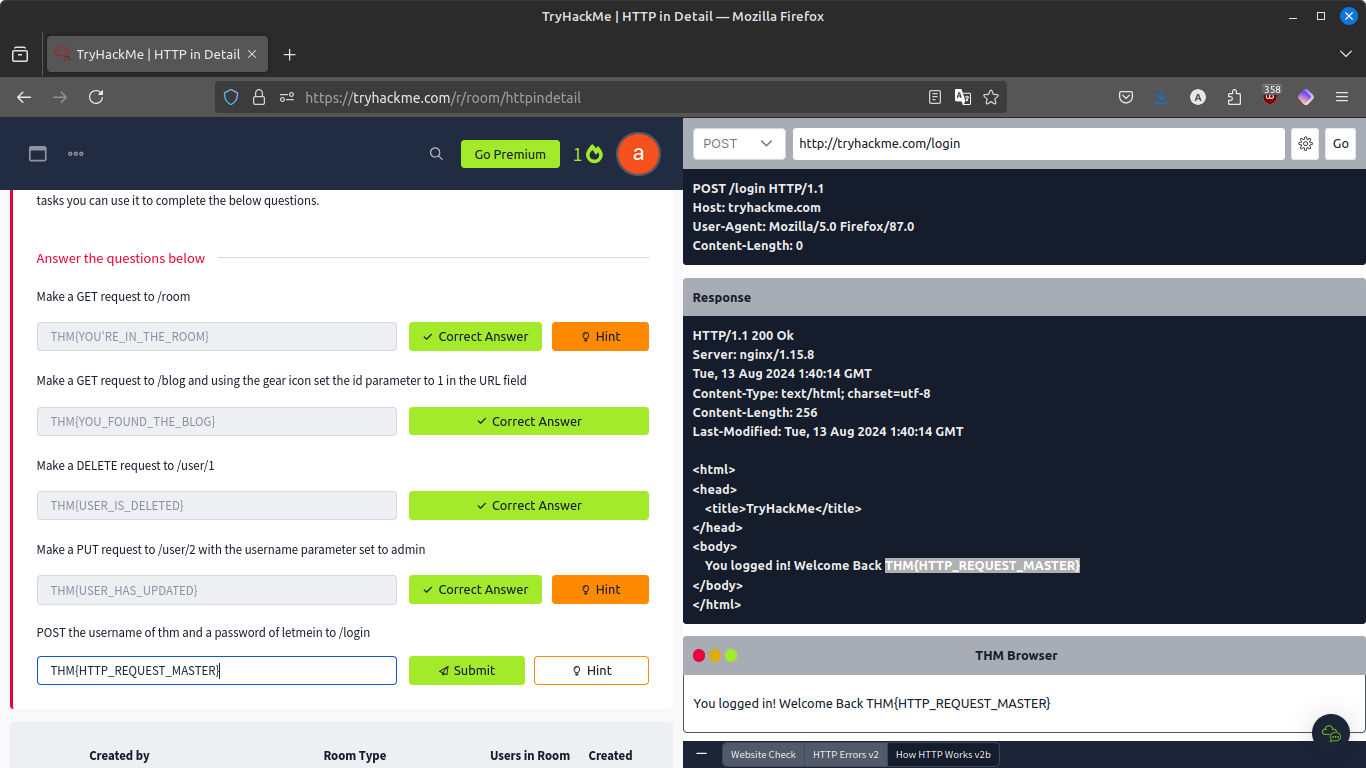 TryHackMe | HTTP in Detail — Mozilla Firefox
TryHackMe | HTTP in Detail
https://tryhackme.com/r/room/httpindetail
A
358
Go Premium
1
a
tasks you can use it to complete the below questions.
Answer the questions below
Make a GET request to /room
THM{YOU'RE_IN_THE_ROOM}
Correct Answer
Hint
Make a GET request to /blog and using the gear icon set the id parameter to 1 in the URL field
THM{YOU_FOUND_THE_BLOG}
Correct Answer
Make a DELETE request to /user/1
THM{USER_IS_DELETED}
Correct Answer
Make a PUT request to /user/2 with the username parameter set to admin
THM{USER_HAS_UPDATED}
Correct Answer
Hint
POST the username of thm and a password of letmein to /login
THM{HTTP_REQUEST_MASTER}
Submit
Hint
Created by
Room Type
Users in Room
Created
POST
http://tryhackme.com/login
Go
POST /login HTTP/1.1
Host: tryhackme.com
User-Agent: Mozilla/5.0 Firefox/87.0
Content-Length: 0
Response
HTTP/1.1 200 Ok
Server: nginx/1.15.8
Tue, 13 Aug 2024 1:40:14 GMT
Content-Type: text/html; charset=utf-8
Content-Length: 256
Last-Modified: Tue, 13 Aug 2024 1:40:14 GMT
<html>
<head>
<title>TryHackMe</title>
</head>
<body>
You logged in! Welcome Back THM{HTTP_REQUEST_MASTER}
</body>
</html>
THM Browser
You logged in! Welcome Back THM{HTTP_REQUEST_MASTER}
Website Check
HTTP Errors v2
How HTTP Works v2b